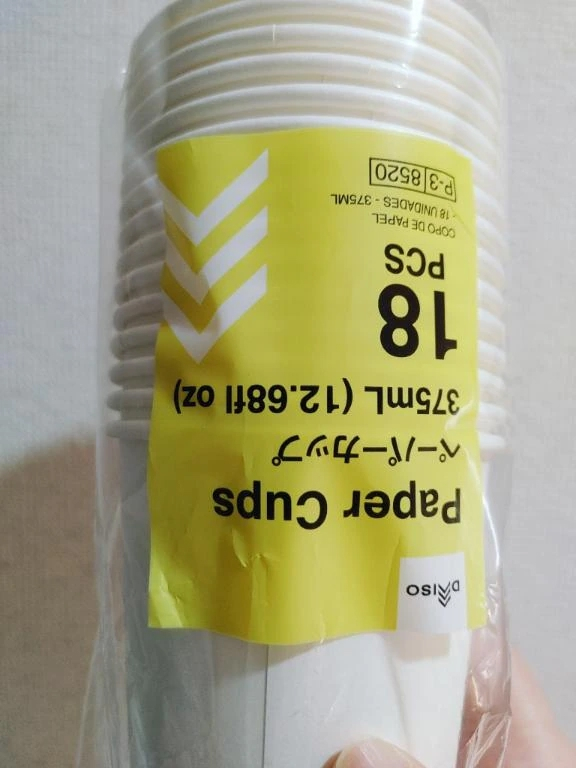 DAISO
Paper Cups
ペーパーカップ
375mL (12.68fl oz)
18
PCS
COPO DE PAPEL
- 18 UNIDADES - 375ML
P-3 8520